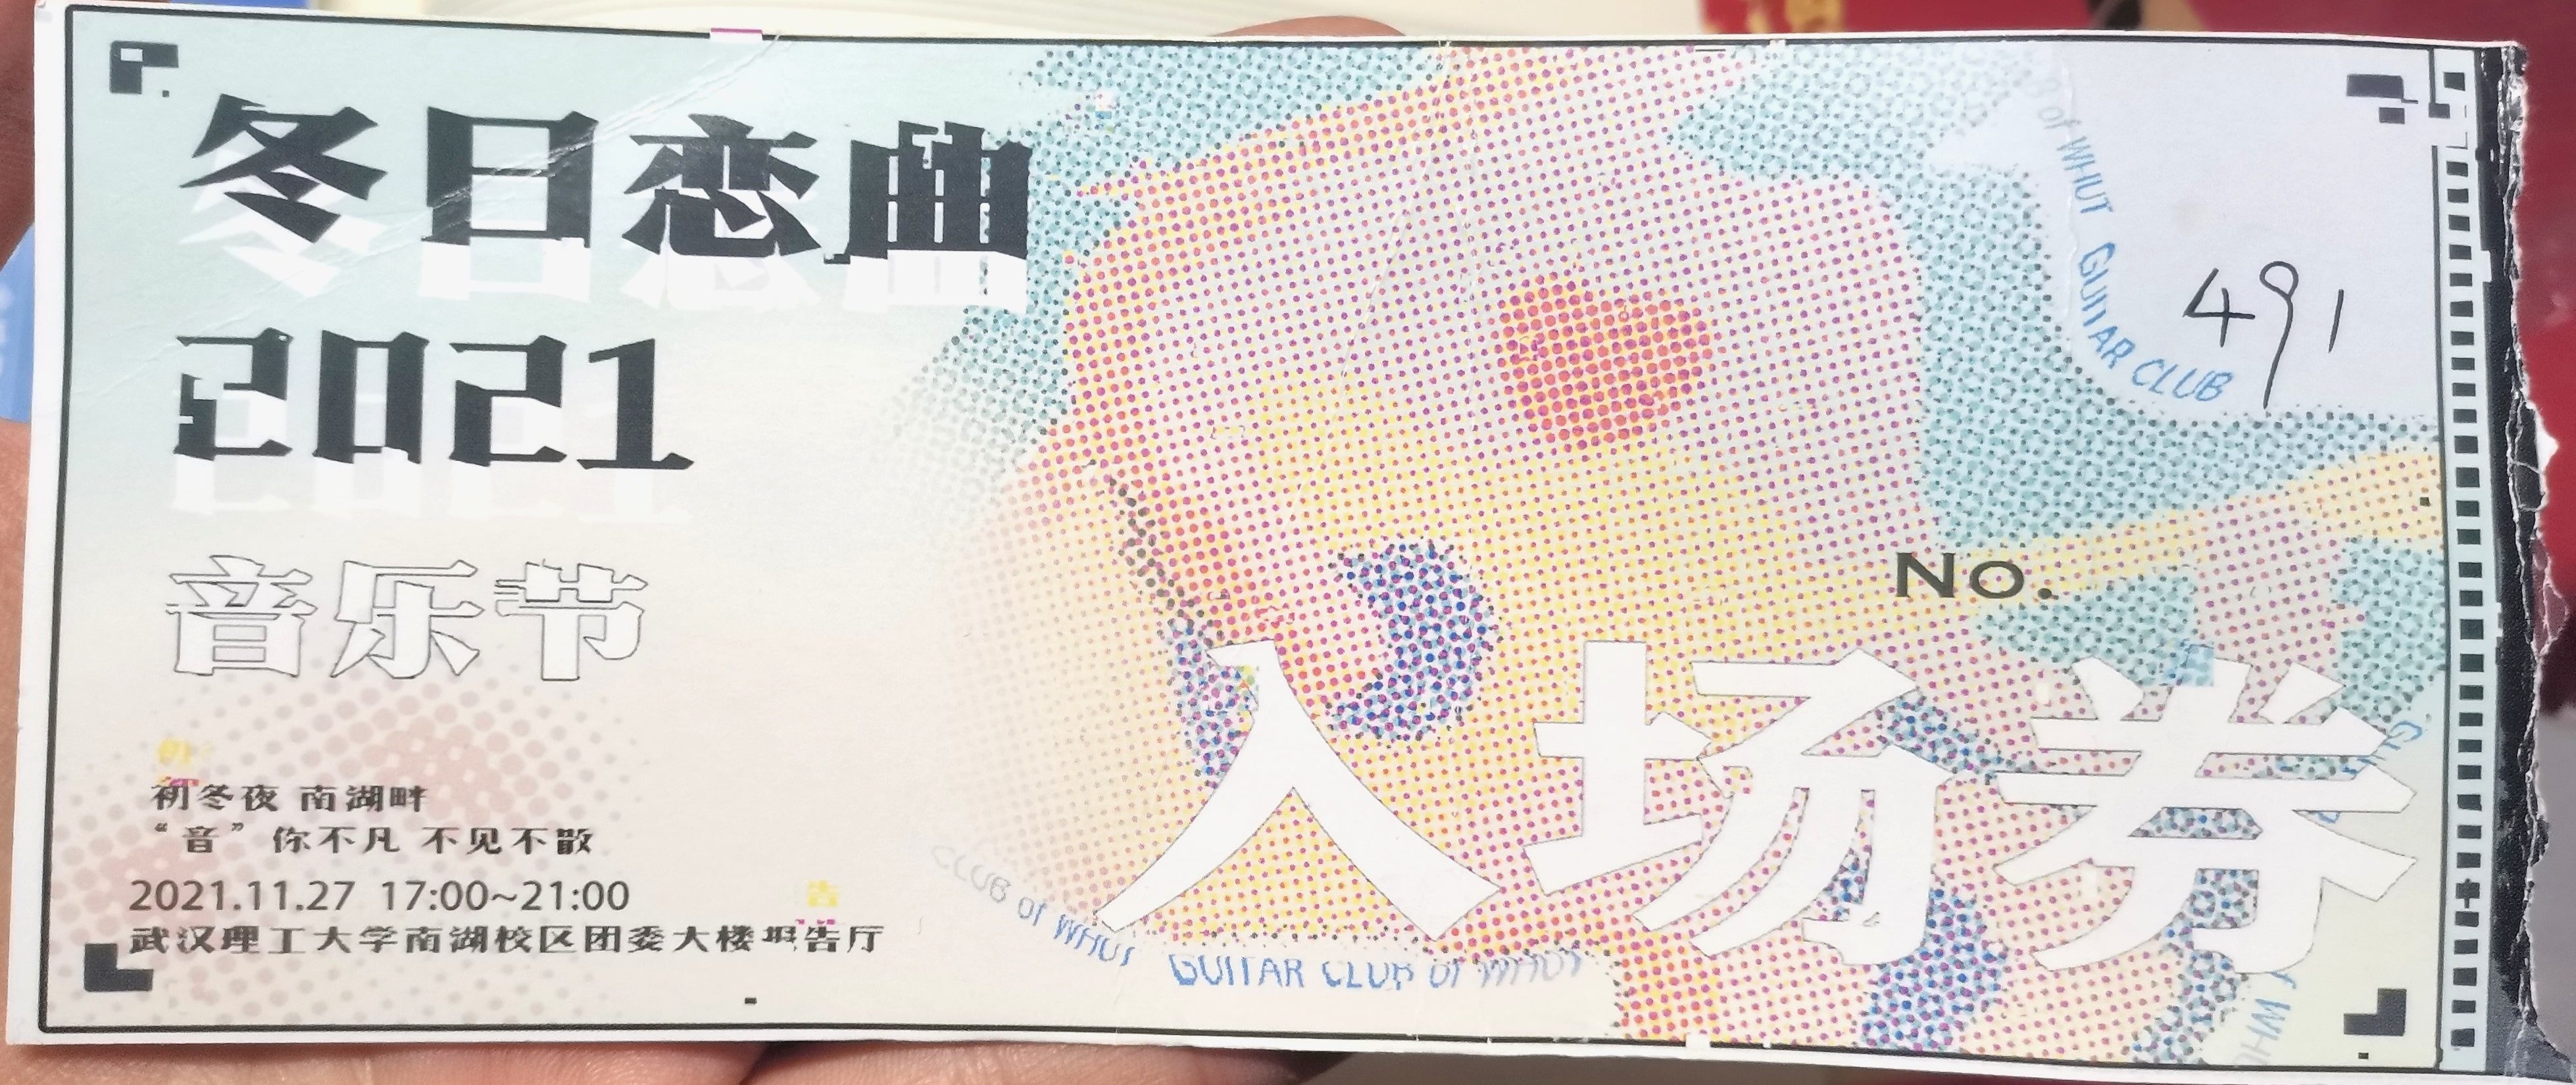 冬日恋曲
2021
音乐节
初冬夜 南湖畔
“音”你不凡 不见不散
2021.11.27 17:00~21:00
武汉理工大学南湖校区团委大楼报告厅
491
No.
入场券
of WHUT GUITAR CLUB
CLUB of WHUT GUITAR CLUB of WHUT